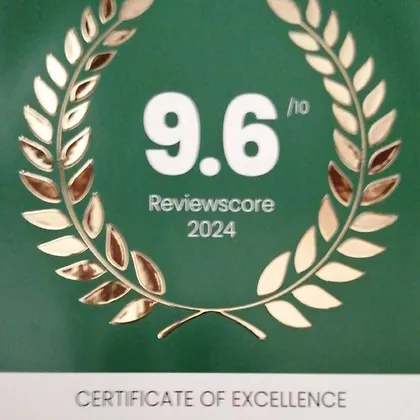 9.6/10
Reviewscore
2024
CERTIFICATE OF EXCELLENCE